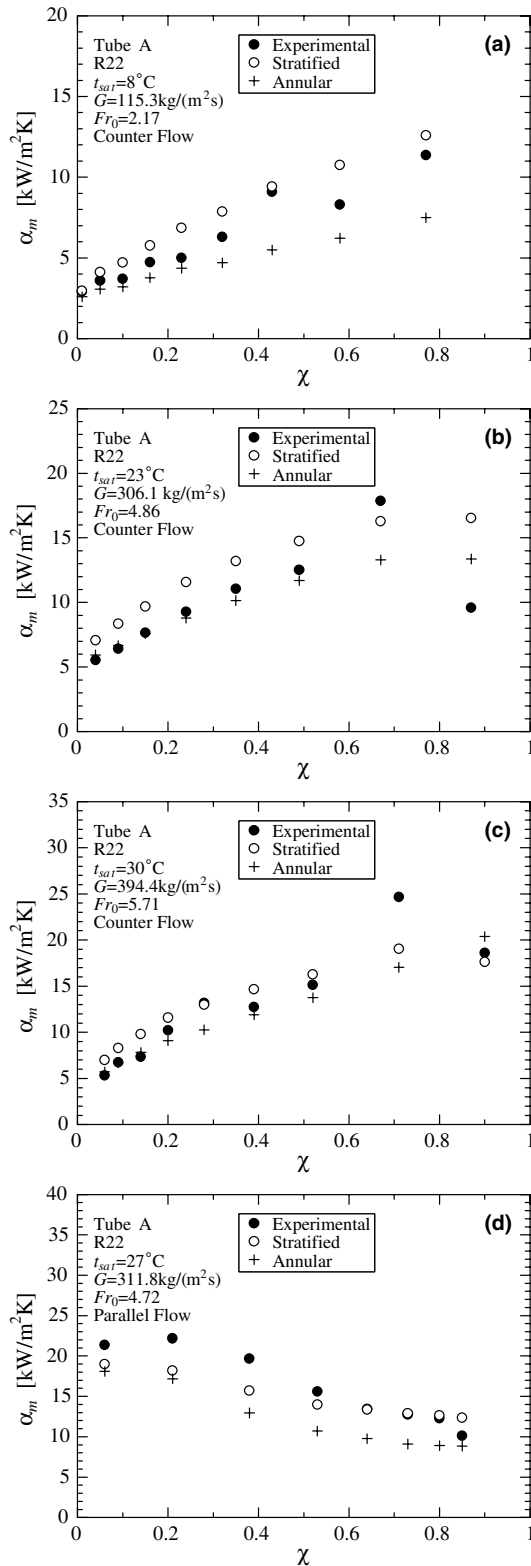 (a)
Tube A
R22
t_sat=8°C
G=115.3kg/(m²s)
Fr₀=2.17
Counter Flow
Experimental
Stratified
Annular
20
15
10
5
0
α_m [kW/m²K]
0 0.2 0.4 0.6 0.8 1
χ
(b)
Tube A
R22
t_sat=23°C
G=306.1 kg/(m²s)
Fr₀=4.86
Counter Flow
Experimental
Stratified
Annular
25
20
15
10
5
0
α_m [kW/m²K]
0 0.2 0.4 0.6 0.8 1
χ
(c)
Tube A
R22
t_sat=30°C
G=394.4kg/(m²s)
Fr₀=5.71
Counter Flow
Experimental
Stratified
Annular
35
30
25
20
15
10
5
0
α_m [kW/m²K]
0 0.2 0.4 0.6 0.8 1
χ
(d)
Tube A
R22
t_sat=27°C
G=311.8kg/(m²s)
Fr₀=4.72
Parallel Flow
Experimental
Stratified
Annular
40
35
30
25
20
15
10
5
0
α_m [kW/m²K]
0 0.2 0.4 0.6 0.8 1
χ